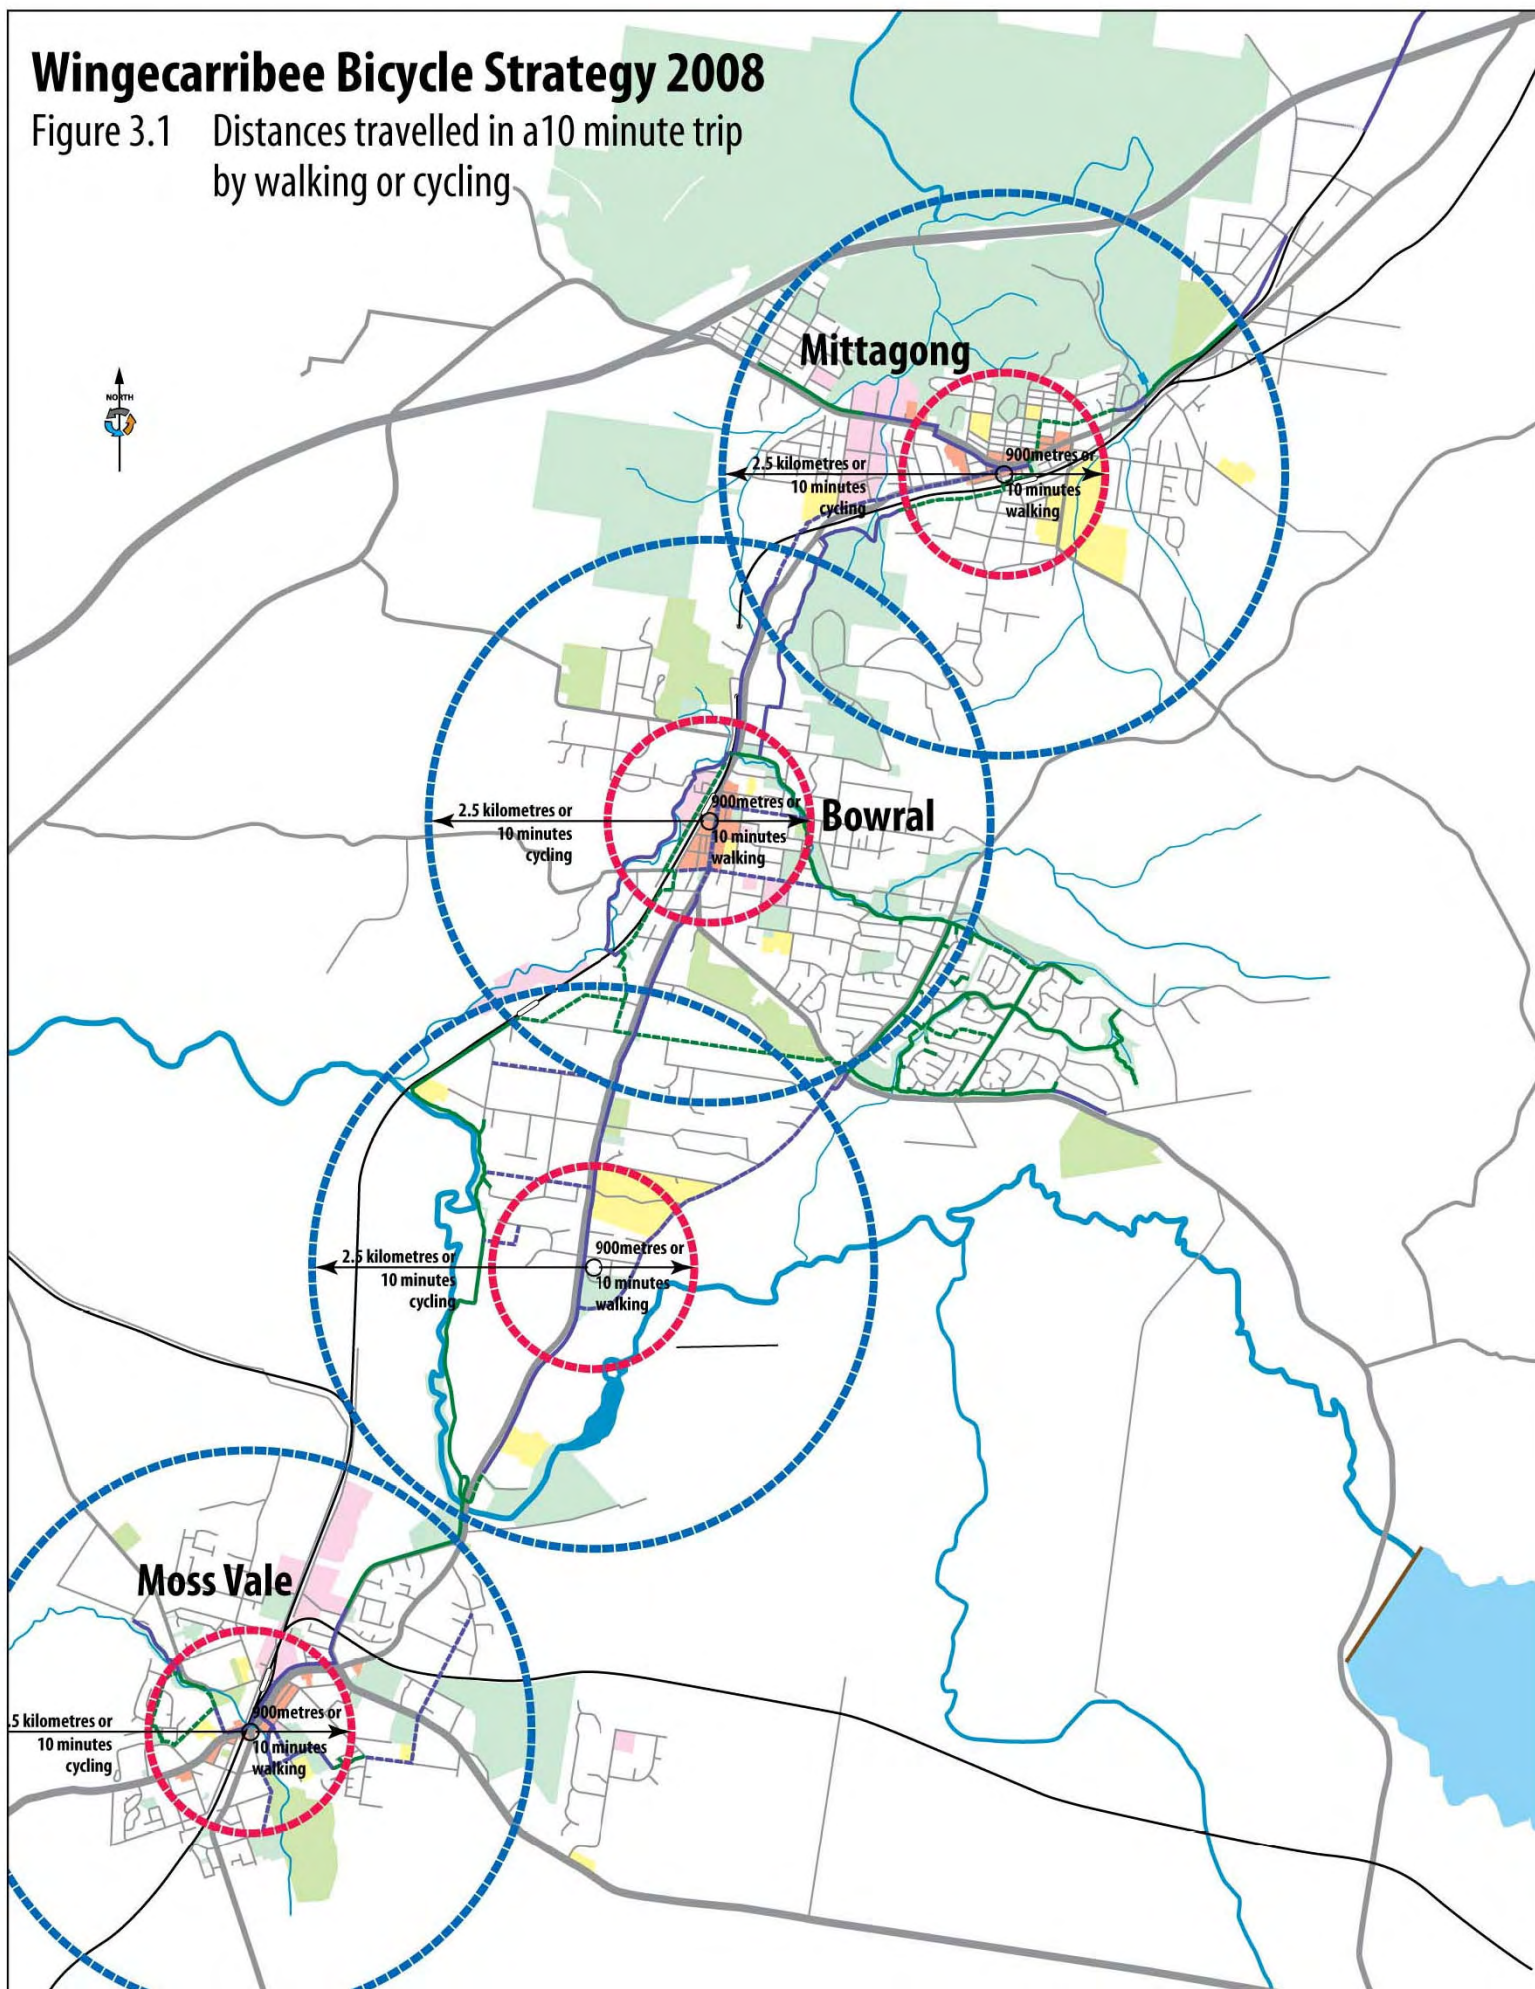 Wingecarribee Bicycle Strategy 2008
Figure 3.1 Distances travelled in a10 minute trip
by walking or cycling
NORTH
Mittagong
2.5 kilometres or
10 minutes
cycling
900metres or
10 minutes
walking
Bowral
2.5 kilometres or
10 minutes
cycling
900metres or
10 minutes
walking
2.5 kilometres or
10 minutes
cycling
900metres or
10 minutes
walking
Moss Vale
.5 kilometres or
10 minutes
cycling
900metres or
10 minutes
walking